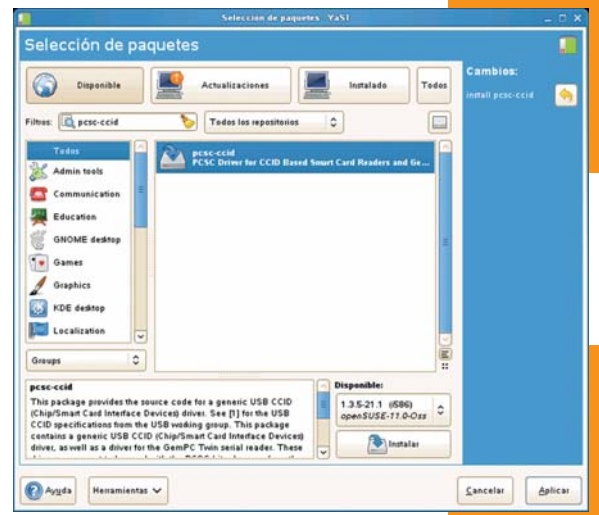 Selección de paquetes YaST
Selección de paquetes
Disponible
Actualizaciones
Instalado
Todos
Filtros:
pcsc-ccid
Todos los repositorios
Cambios:
install pcsc-ccid
Todos
Admin tools
Communication
Education
GNOME desktop
Games
Graphics
KDE desktop
Localization
Groups
pcsc-ccid
PCSC Driver for CCID Based Smart Card Readers and Ge...
pcsc-ccid
This package provides the source code for a generic USB CCID
(Chip/Smart Card Interface Devices) driver. See [1] for the USB
CCID specifications from the USB working group. This package
contains a generic USB CCID (Chip/Smart Card Interface Devices)
driver, as well as a driver for the GemPC Twin serial reader. These
Disponible:
1.3.5-21.1 (i586)
openSUSE-11.0-Oss
Instalar
Ayuda
Herramientas
Cancelar
Aplicar